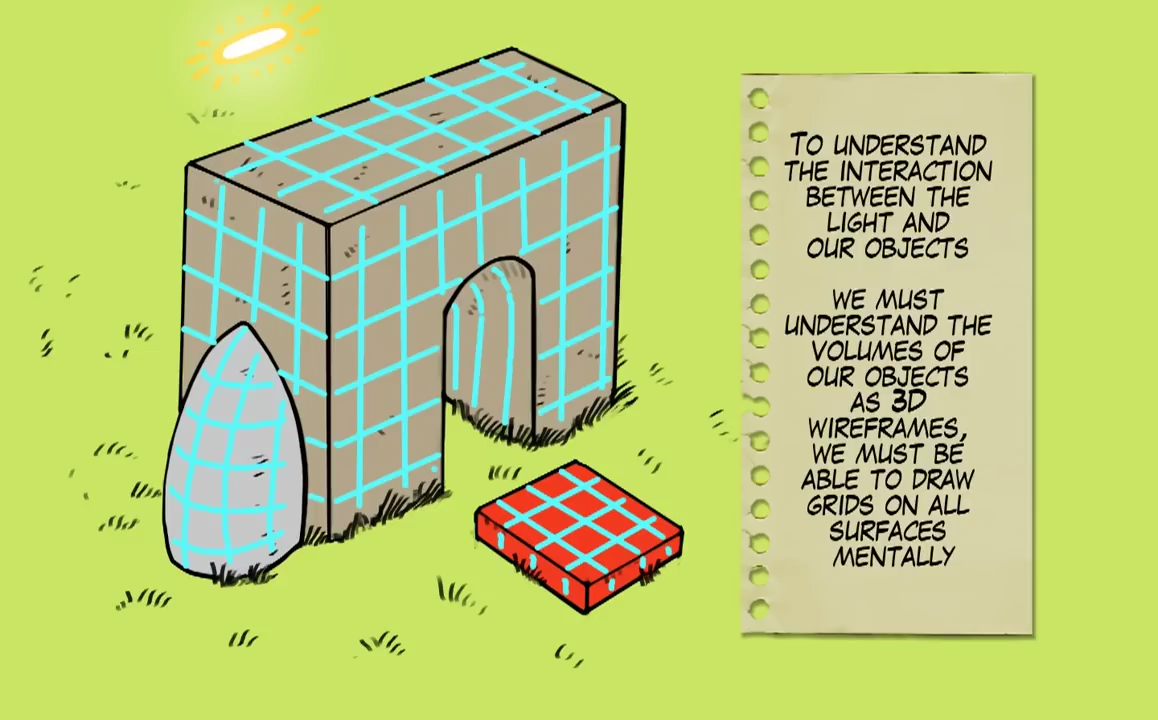 TO UNDERSTAND
THE INTERACTION
BETWEEN THE
LIGHT AND
OUR OBJECTS
WE MUST
UNDERSTAND THE
VOLUMES OF
OUR OBJECTS
AS 3D
WIREFRAMES,
WE MUST BE
ABLE TO DRAW
GRIDS ON ALL
SURFACES
MENTALLY